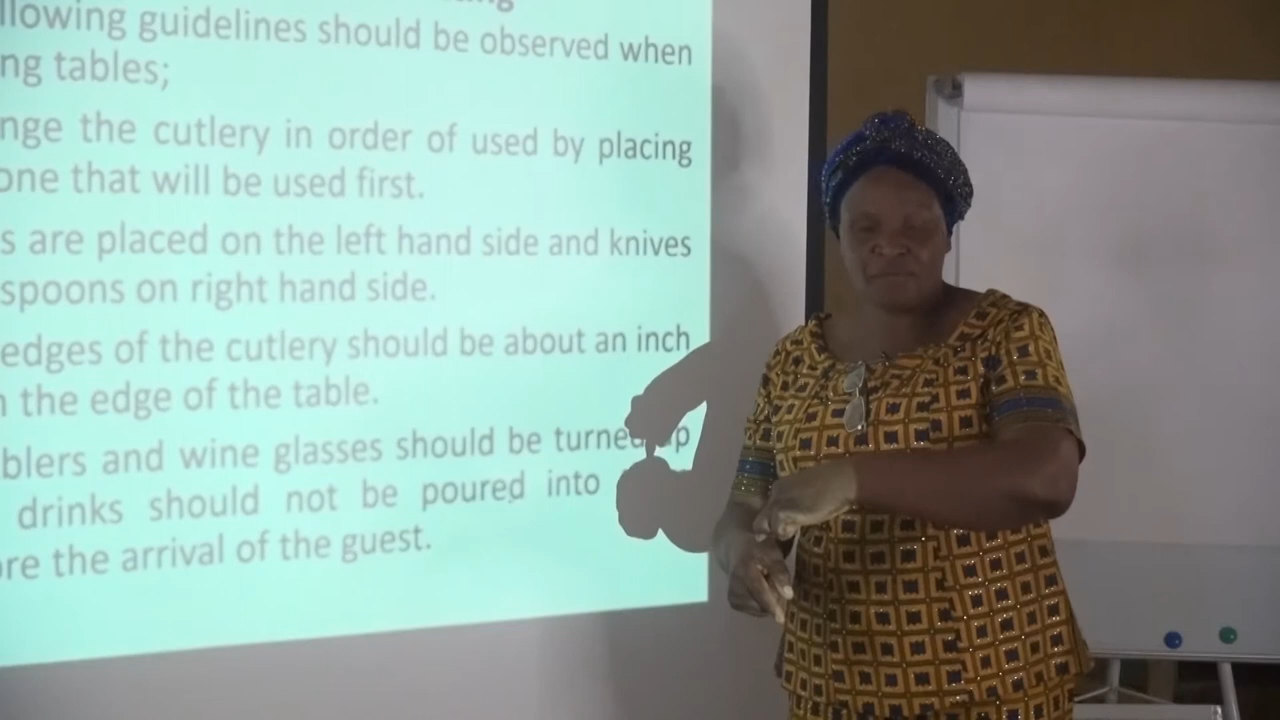 llowing guidelines should be observed when
ng tables;
nge the cutlery in order of used by placing
one that will be used first.
s are placed on the left hand side and knives
spoons on right hand side.
edges of the cutlery should be about an inch
the edge of the table.
blers and wine glasses should be turned up
drinks should not be poured into
ore the arrival of the guest.